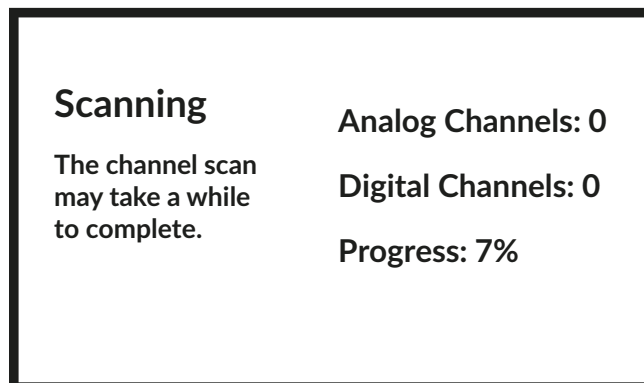 Scanning
The channel scan
may take a while
to complete.
Analog Channels: 0
Digital Channels: 0
Progress: 7%